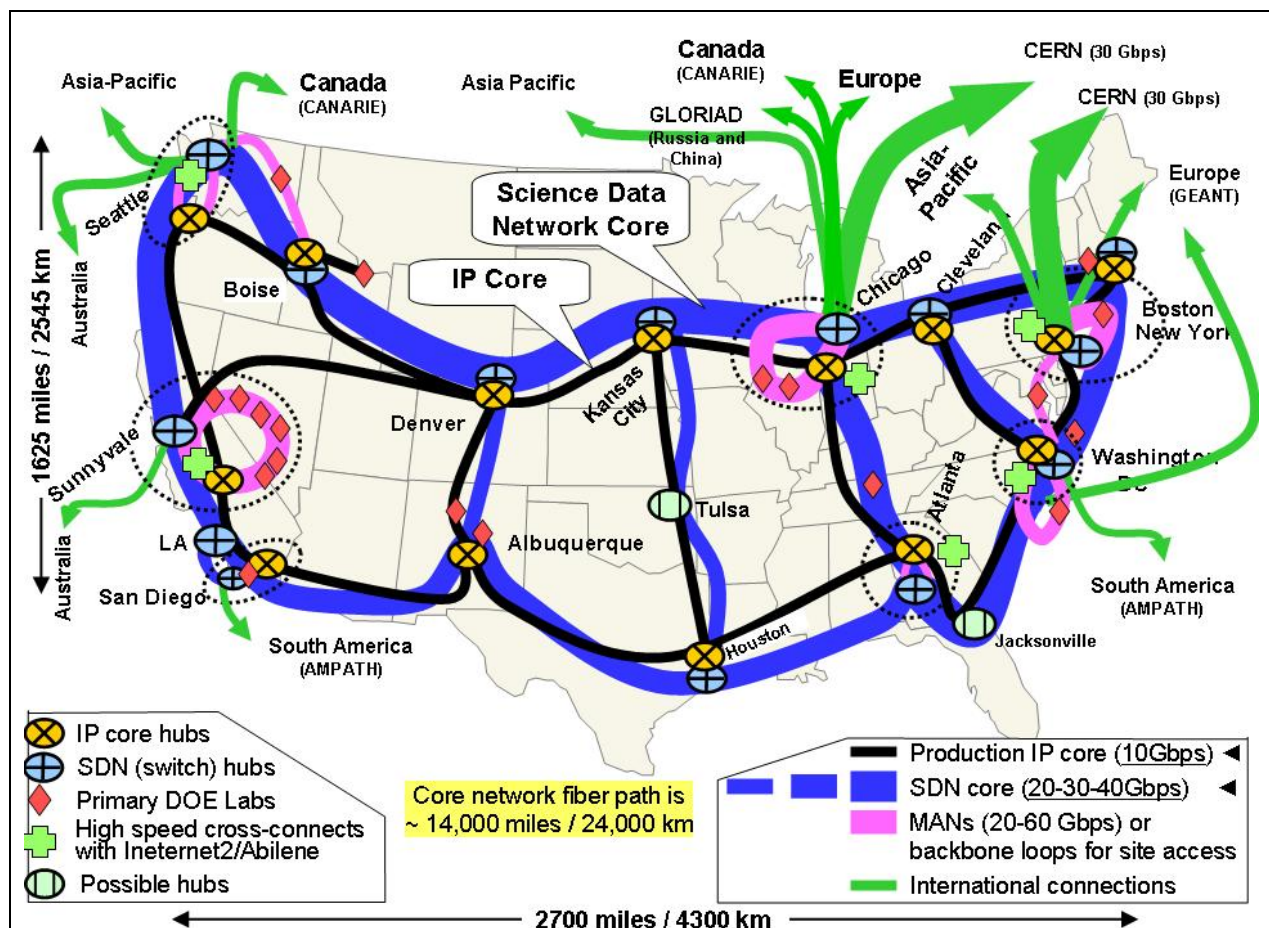 Asia-Pacific
Canada
(CANARIE)
Asia Pacific
Canada
(CANARIE)
GLORIAD
(Russia and
China)
Europe
CERN (30 Gbps)
CERN (30 Gbps)
Asia-
Pacific
Europe
(GEANT)
Science Data
Network Core
IP Core
Seattle
Australia
Boise
Chicago
Clevelan
Boston
New York
1625 miles / 2545 km
Sunnyvale
Denver
Kansas
City
Washington
Atlanta
Tulsa
LA
Albuquerque
San Diego
Australia
South America
(AMPATH)
South America
(AMPATH)
Houston
Jacksonville
IP core hubs
SDN (switch) hubs
Primary DOE Labs
High speed cross-connects
with Ineternet2/Abilene
Possible hubs
Core network fiber path is
~ 14,000 miles / 24,000 km
Production IP core (10Gbps) ◄
SDN core (20-30-40Gbps) ◄
MANs (20-60 Gbps) or
backbone loops for site access
International connections
2700 miles / 4300 km